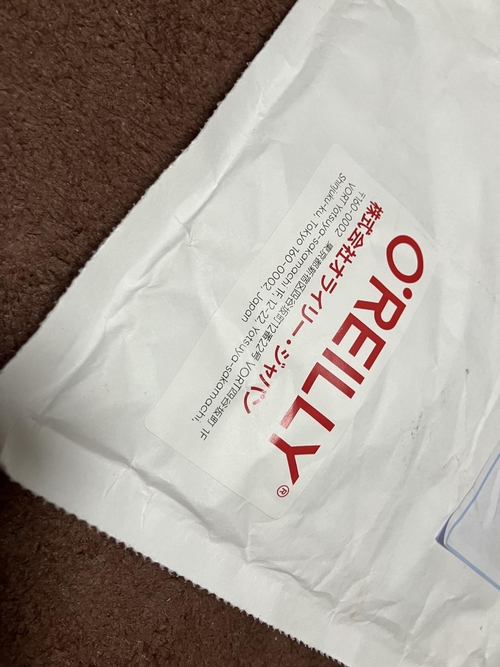 O'REILLY®
株式会社オライリー・ジャパン
〒160-0002 東京都新宿区四谷坂町12番22号 VORT四谷坂町 1F
VORT Yotsuya-sakamachi 1F, 12-22, Yotsuya-sakamachi,
Shinjuku-ku, Tokyo 160-0002, Japan